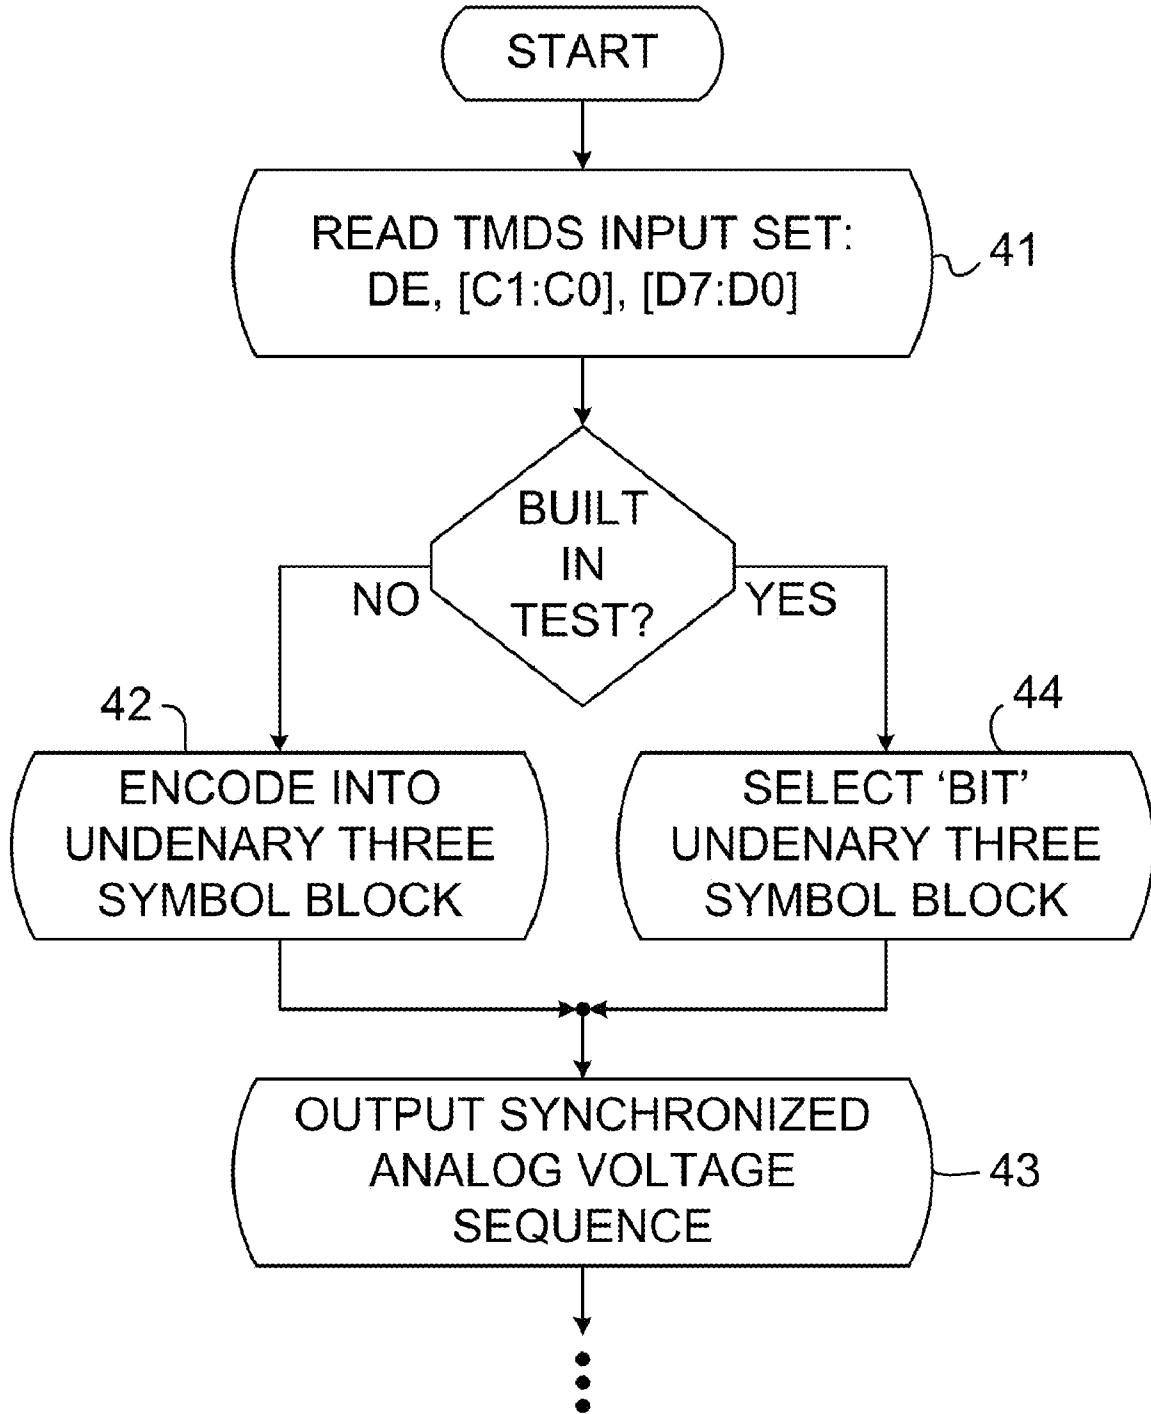 START
READ TMDS INPUT SET:
DE, [C1:C0], [D7:D0]
41
BUILT
IN
TEST?
NO
YES
42
44
ENCODE INTO
UNDENARY THREE
SYMBOL BLOCK
SELECT ‘BIT’
UNDENARY THREE
SYMBOL BLOCK
OUTPUT SYNCHRONIZED
ANALOG VOLTAGE
SEQUENCE
43